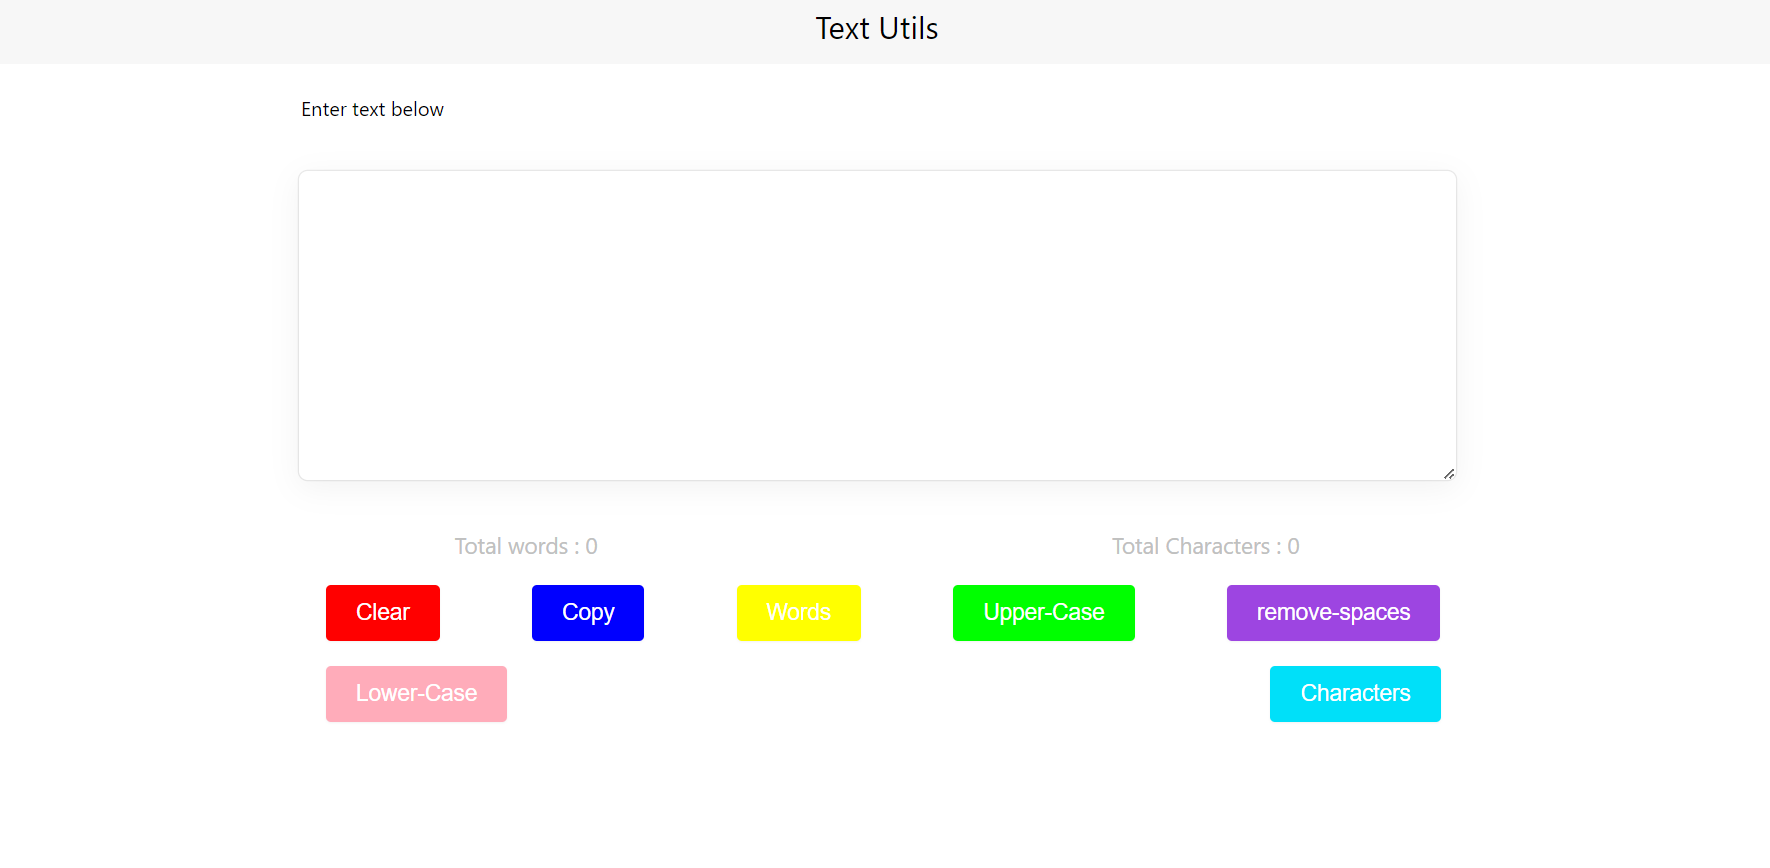 Text Utils
Enter text below
Total words : 0 Total Characters : 0
Clear Copy Words Upper-Case remove-spaces
Lower-Case Characters